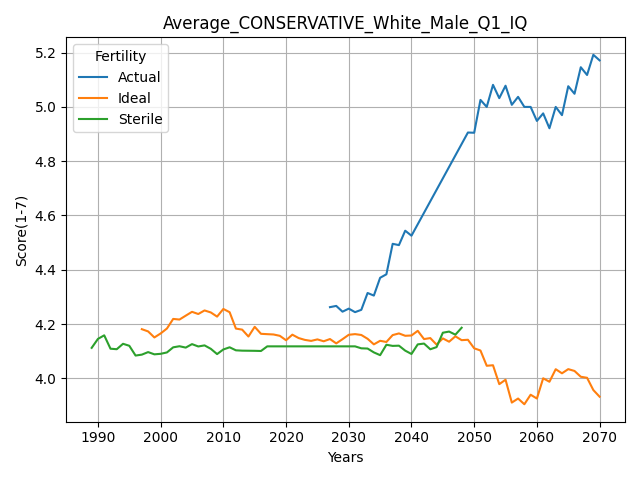 Average_CONSERVATIVE_White_Male_Q1_IQ
Fertility
Actual
Ideal
Sterile
Score(1-7)
5.2
5.0
4.8
4.6
4.4
4.2
4.0
1990 2000 2010 2020 2030 2040 2050 2060 2070
Years